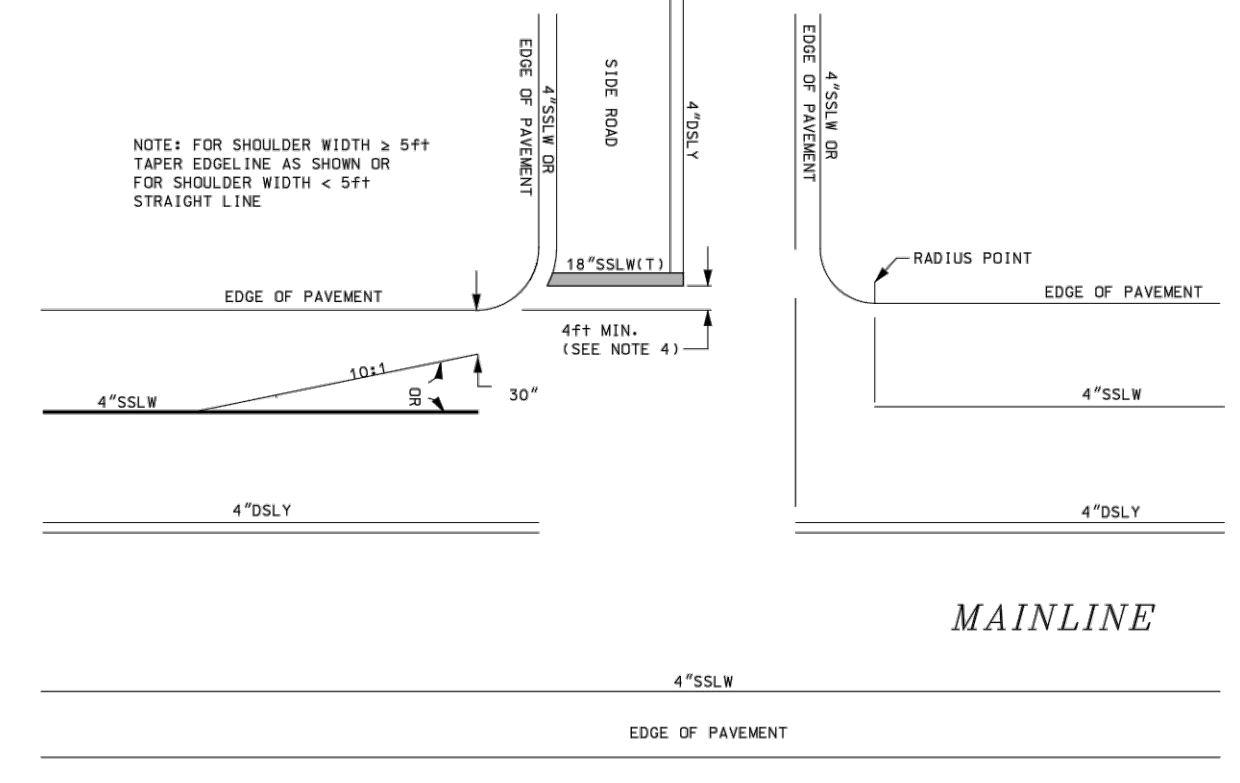 EDGE OF PAVEMENT
4"SSLW OR
SIDE ROAD
4"DSLY
EDGE OF PAVEMENT
4"SSLW OR
NOTE: FOR SHOULDER WIDTH ≥ 5ft
TAPER EDGELINE AS SHOWN OR
FOR SHOULDER WIDTH < 5ft
STRAIGHT LINE
18"SSLW(T)
RADIUS POINT
EDGE OF PAVEMENT
EDGE OF PAVEMENT
4ft MIN.
(SEE NOTE 4)
10:1
OR
30"
4"SSLW
4"SSLW
4"DSLY
4"DSLY
MAINLINE
4"SSLW
EDGE OF PAVEMENT